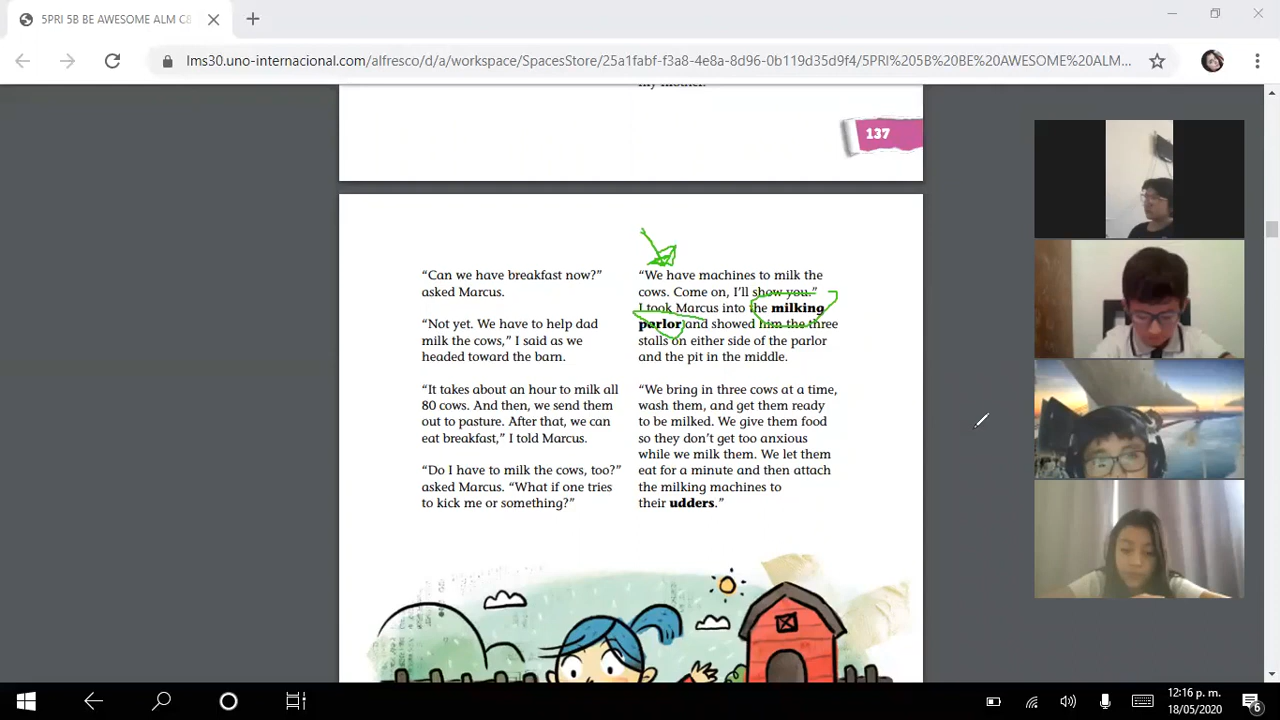 5PRI 5B BE AWESOME ALM C8
lms30.uno-internacional.com/alfresco/d/a/workspace/SpacesStore/25a1fabf-f3a8-4e8a-8d96-0b119d35d9f4/5PRI%205B%20BE%20AWESOME%20ALM...
my mother.
137
“Can we have breakfast now?”
asked Marcus.
“Not yet. We have to help dad
milk the cows,” I said as we
headed toward the barn.
“It takes about an hour to milk all
80 cows. And then, we send them
out to pasture. After that, we can
eat breakfast,” I told Marcus.
“Do I have to milk the cows, too?”
asked Marcus. “What if one tries
to kick me or something?”
“We have machines to milk the
cows. Come on, I’ll show you.”
I took Marcus into the milking
parlor and showed him the three
stalls on either side of the parlor
and the pit in the middle.
“We bring in three cows at a time,
wash them, and get them ready
to be milked. We give them food
so they don’t get too anxious
while we milk them. We let them
eat for a minute and then attach
the milking machines to
their udders.”
12:16 p. m.
18/05/2020
6